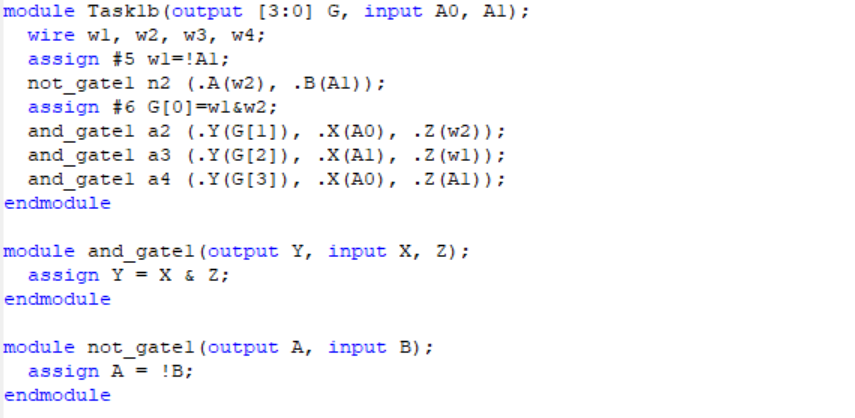 module Task1b(output [3:0] G, input A0, A1);
  wire w1, w2, w3, w4;
  assign #5 w1=!A1;
  not_gate1 n2 (.A(w2), .B(A1));
  assign #6 G[0]=w1&w2;
  and_gate1 a2 (.Y(G[1]), .X(A0), .Z(w2));
  and_gate1 a3 (.Y(G[2]), .X(A1), .Z(w1));
  and_gate1 a4 (.Y(G[3]), .X(A0), .Z(A1));
endmodule

module and_gate1(output Y, input X, Z);
  assign Y = X & Z;
endmodule

module not_gate1(output A, input B);
  assign A = !B;
endmodule